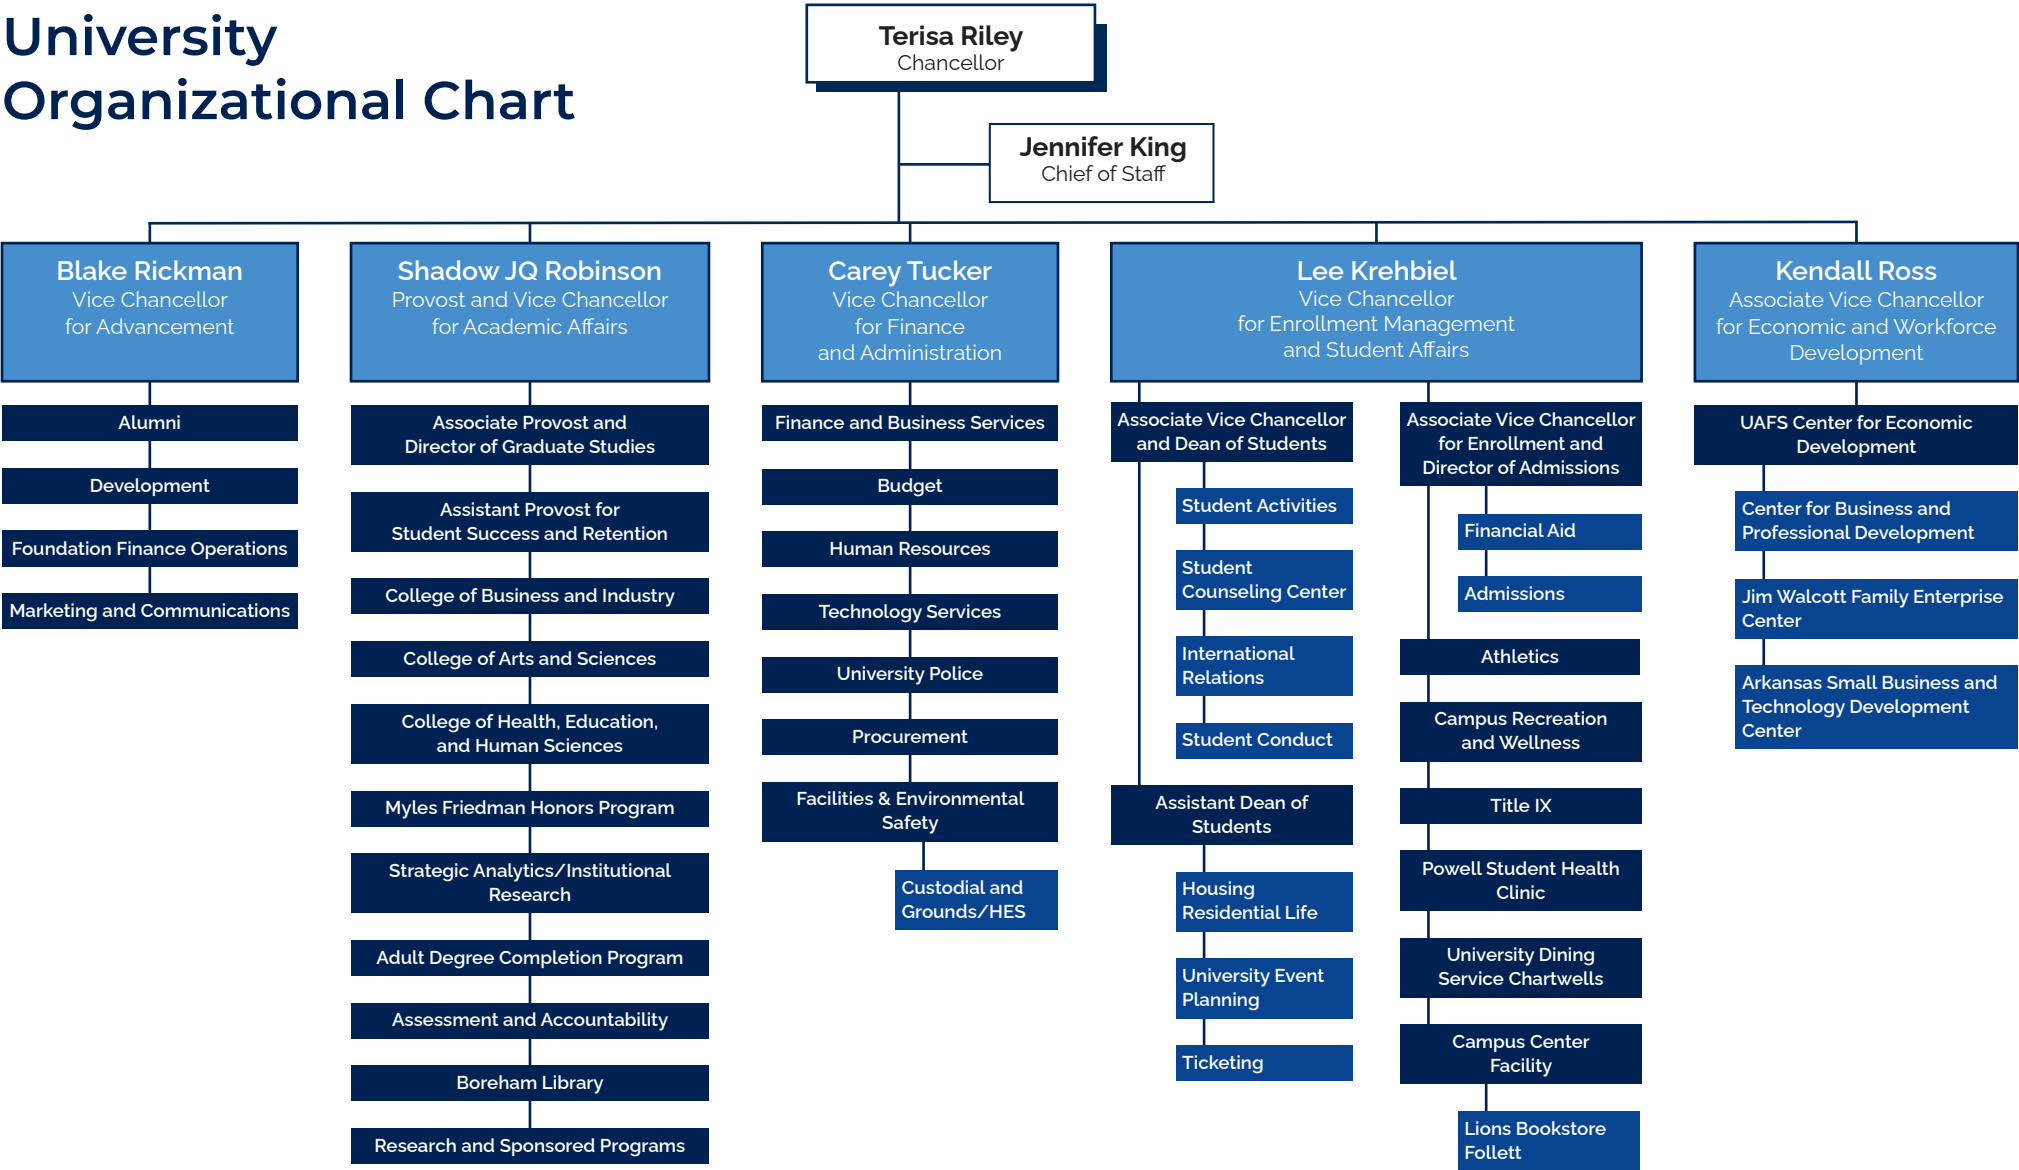 University
Organizational Chart
Terisa Riley
Chancellor
Jennifer King
Chief of Staff
Blake Rickman
Vice Chancellor
for Advancement
Alumni
Development
Foundation Finance Operations
Marketing and Communications
Shadow JQ Robinson
Provost and Vice Chancellor
for Academic Affairs
Associate Provost and
Director of Graduate Studies
Assistant Provost for
Student Success and Retention
College of Business and Industry
College of Arts and Sciences
College of Health, Education,
and Human Sciences
Myles Friedman Honors Program
Strategic Analytics/Institutional
Research
Adult Degree Completion Program
Assessment and Accountability
Boreham Library
Research and Sponsored Programs
Carey Tucker
Vice Chancellor
for Finance
and Administration
Finance and Business Services
Budget
Human Resources
Technology Services
University Police
Procurement
Facilities & Environmental
Safety
Custodial and
Grounds/HES
Lee Krehbiel
Vice Chancellor
for Enrollment Management
and Student Affairs
Associate Vice Chancellor
and Dean of Students
Student Activities
Student
Counseling Center
International
Relations
Student Conduct
Assistant Dean of
Students
Housing
Residential Life
University Event
Planning
Ticketing
Associate Vice Chancellor
for Enrollment and
Director of Admissions
Financial Aid
Admissions
Athletics
Campus Recreation
and Wellness
Title IX
Powell Student Health
Clinic
University Dining
Service Chartwells
Campus Center
Facility
Lions Bookstore
Follett
Kendall Ross
Associate Vice Chancellor
for Economic and Workforce
Development
UAFS Center for Economic
Development
Center for Business and
Professional Development
Jim Walcott Family Enterprise
Center
Arkansas Small Business and
Technology Development
Center